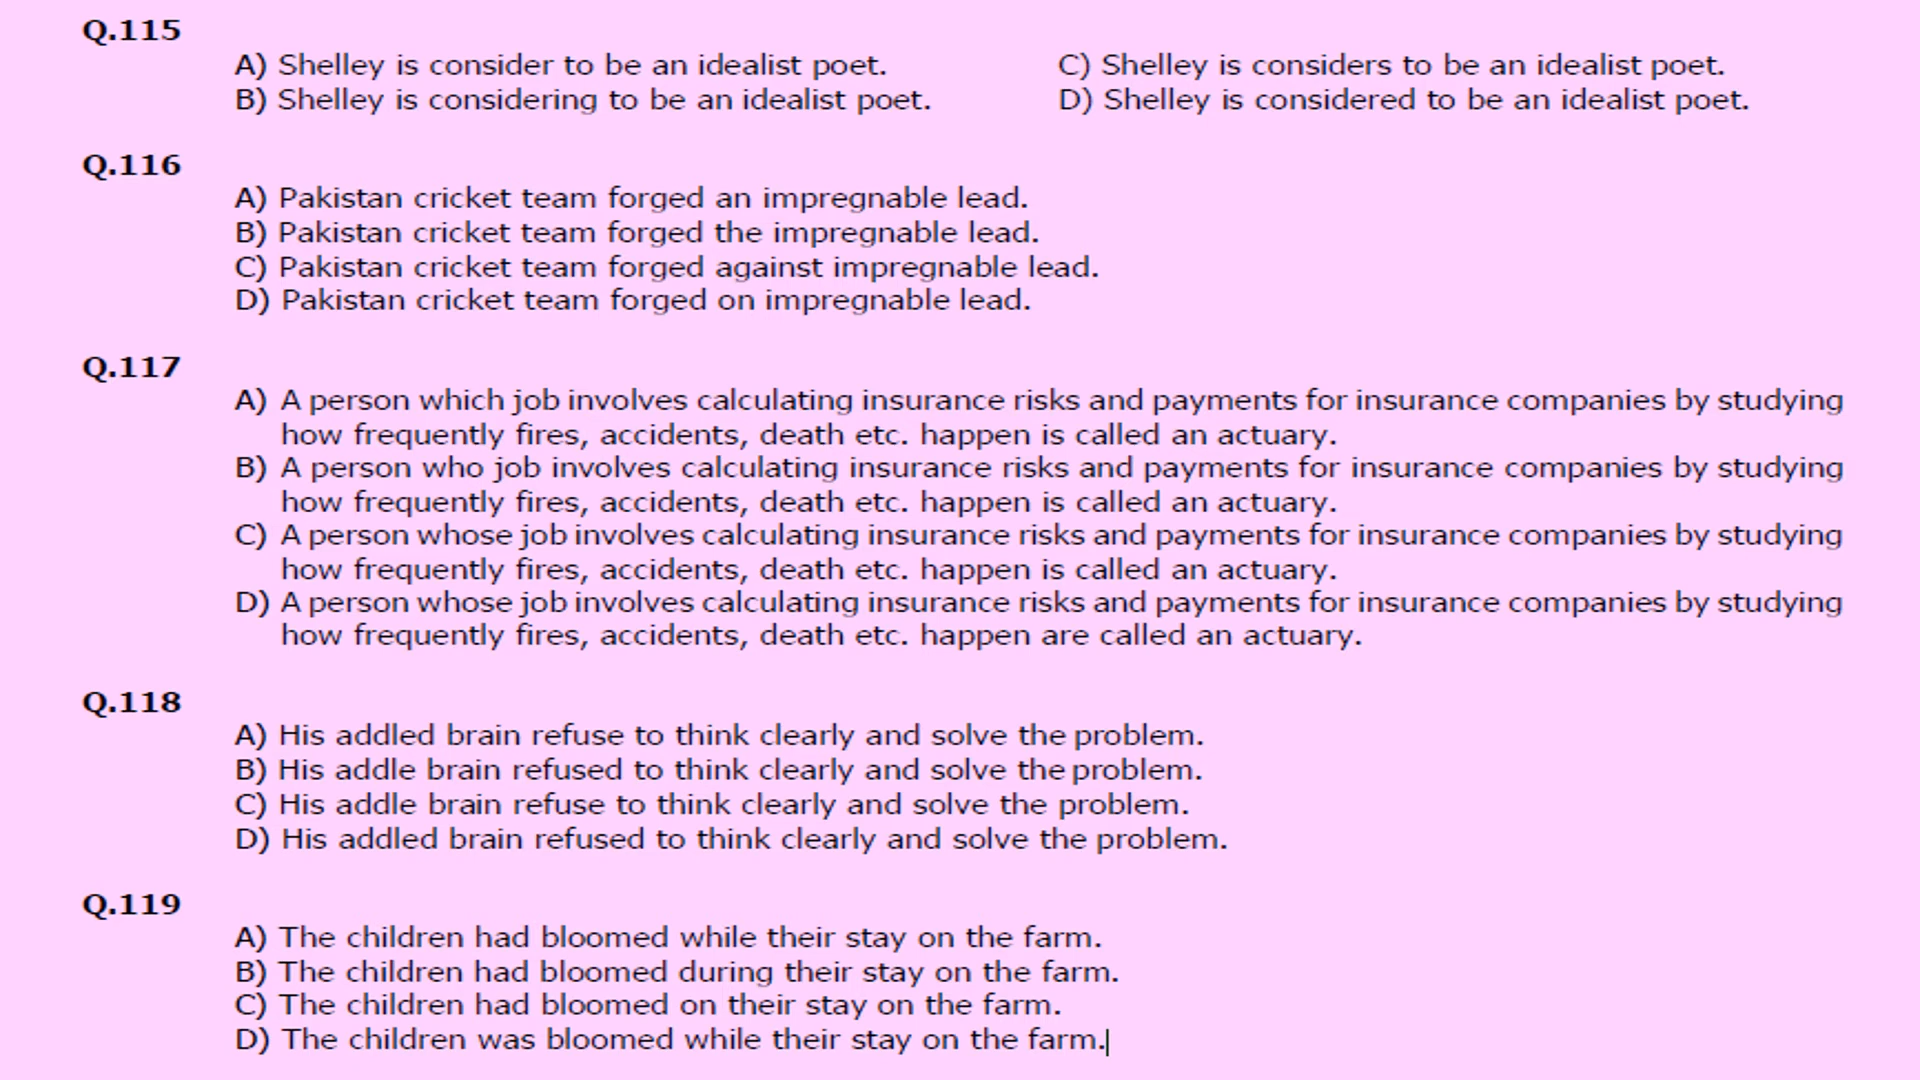 Q.115
A) Shelley is consider to be an idealist poet.
C) Shelley is considers to be an idealist poet.
B) Shelley is considering to be an idealist poet.
D) Shelley is considered to be an idealist poet.
Q.116
A) Pakistan cricket team forged an impregnable lead.
B) Pakistan cricket team forged the impregnable lead.
C) Pakistan cricket team forged against impregnable lead.
D) Pakistan cricket team forged on impregnable lead.
Q.117
A) A person which job involves calculating insurance risks and payments for insurance companies by studying
how frequently fires, accidents, death etc. happen is called an actuary.
B) A person who job involves calculating insurance risks and payments for insurance companies by studying
how frequently fires, accidents, death etc. happen is called an actuary.
C) A person whose job involves calculating insurance risks and payments for insurance companies by studying
how frequently fires, accidents, death etc. happen is called an actuary.
D) A person whose job involves calculating insurance risks and payments for insurance companies by studying
how frequently fires, accidents, death etc. happen are called an actuary.
Q.118
A) His addled brain refuse to think clearly and solve the problem.
B) His addle brain refused to think clearly and solve the problem.
C) His addle brain refuse to think clearly and solve the problem.
D) His addled brain refused to think clearly and solve the problem.
Q.119
A) The children had bloomed while their stay on the farm.
B) The children had bloomed during their stay on the farm.
C) The children had bloomed on their stay on the farm.
D) The children was bloomed while their stay on the farm.